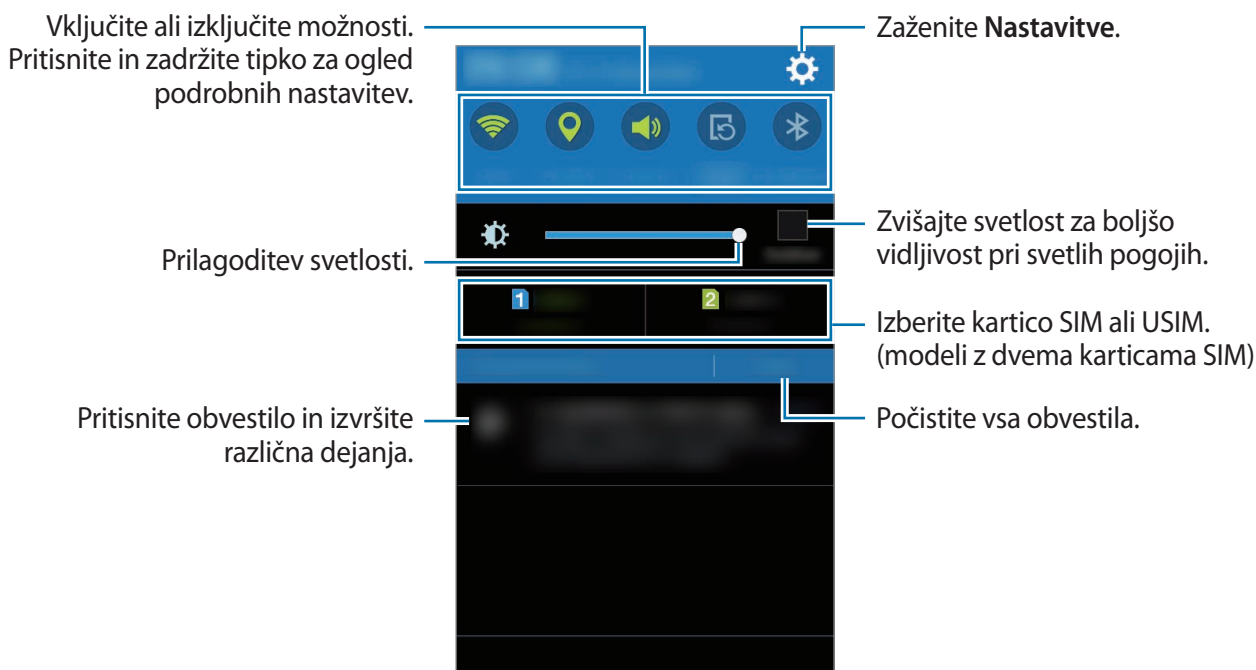 Vključite ali izključite možnosti.
Pritisnite in zadržite tipko za ogled
podrobnih nastavitev.
Zaženite Nastavitve.
Prilagoditev svetlosti.
Zvišajte svetlost za boljšo
vidljivost pri svetlih pogojih.
1
2
Izberite kartico SIM ali USIM.
(modeli z dvema karticama SIM)
Pritisnite obvestilo in izvršite
različna dejanja.
Počistite vsa obvestila.